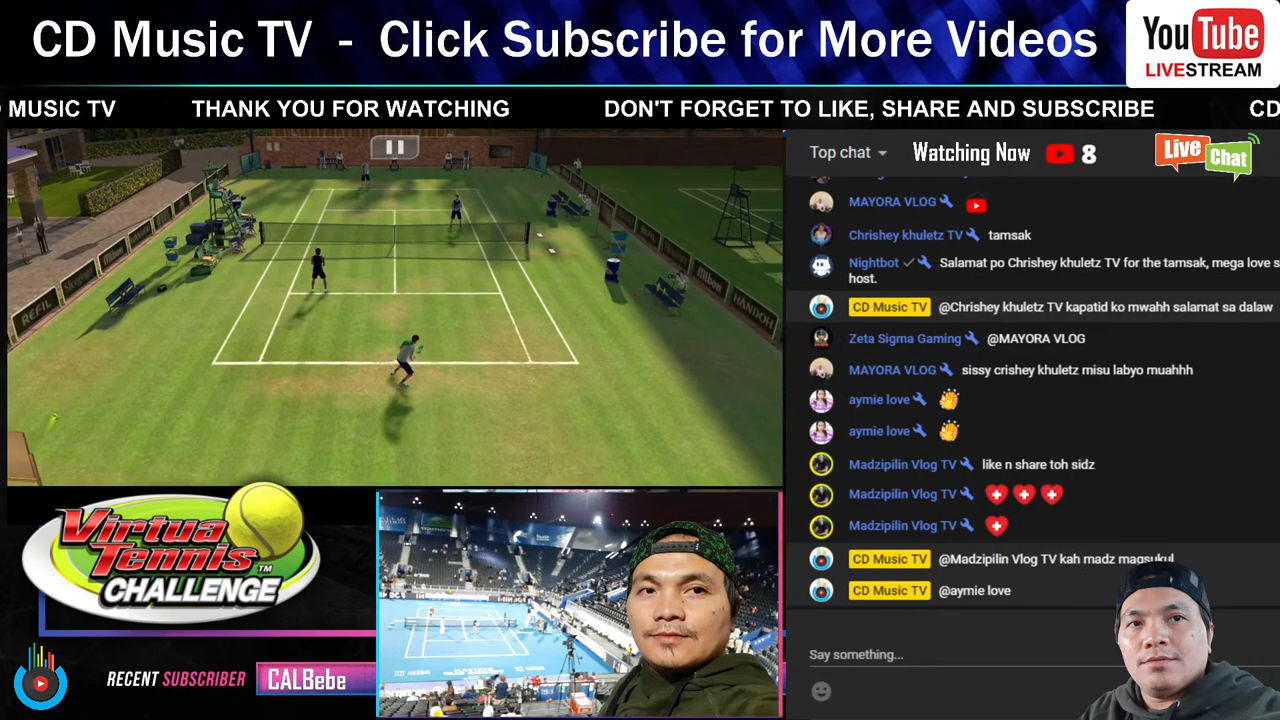 CD Music TV - Click Subscribe for More Videos
YouTube
LIVESTREAM
MUSIC TV THANK YOU FOR WATCHING DON'T FORGET TO LIKE, SHARE AND SUBSCRIBE CD
Top chat
Watching Now 8
Live Chat
MAYORA VLOG
Chrishey khuletz TV tamsak
Nightbot Salamat po Chrishey khuletz TV for the tamsak, mega love s
host.
CD Music TV @Chrishey khuletz TV kapatid ko mwahh salamat sa dalaw
Zeta Sigma Gaming @MAYORA VLOG
MAYORA VLOG sissy crishey khuletz misu labyo muahhh
aymie love
aymie love
Madzipilin Vlog TV like n share toh sidz
Madzipilin Vlog TV
Madzipilin Vlog TV
CD Music TV @Madzipilin Vlog TV kah madz magsukul
CD Music TV @aymie love
Say something...
REFIL
HANDOH
Virtua
Tennis™
CHALLENGE
RECENT SUBSCRIBER CALBebe